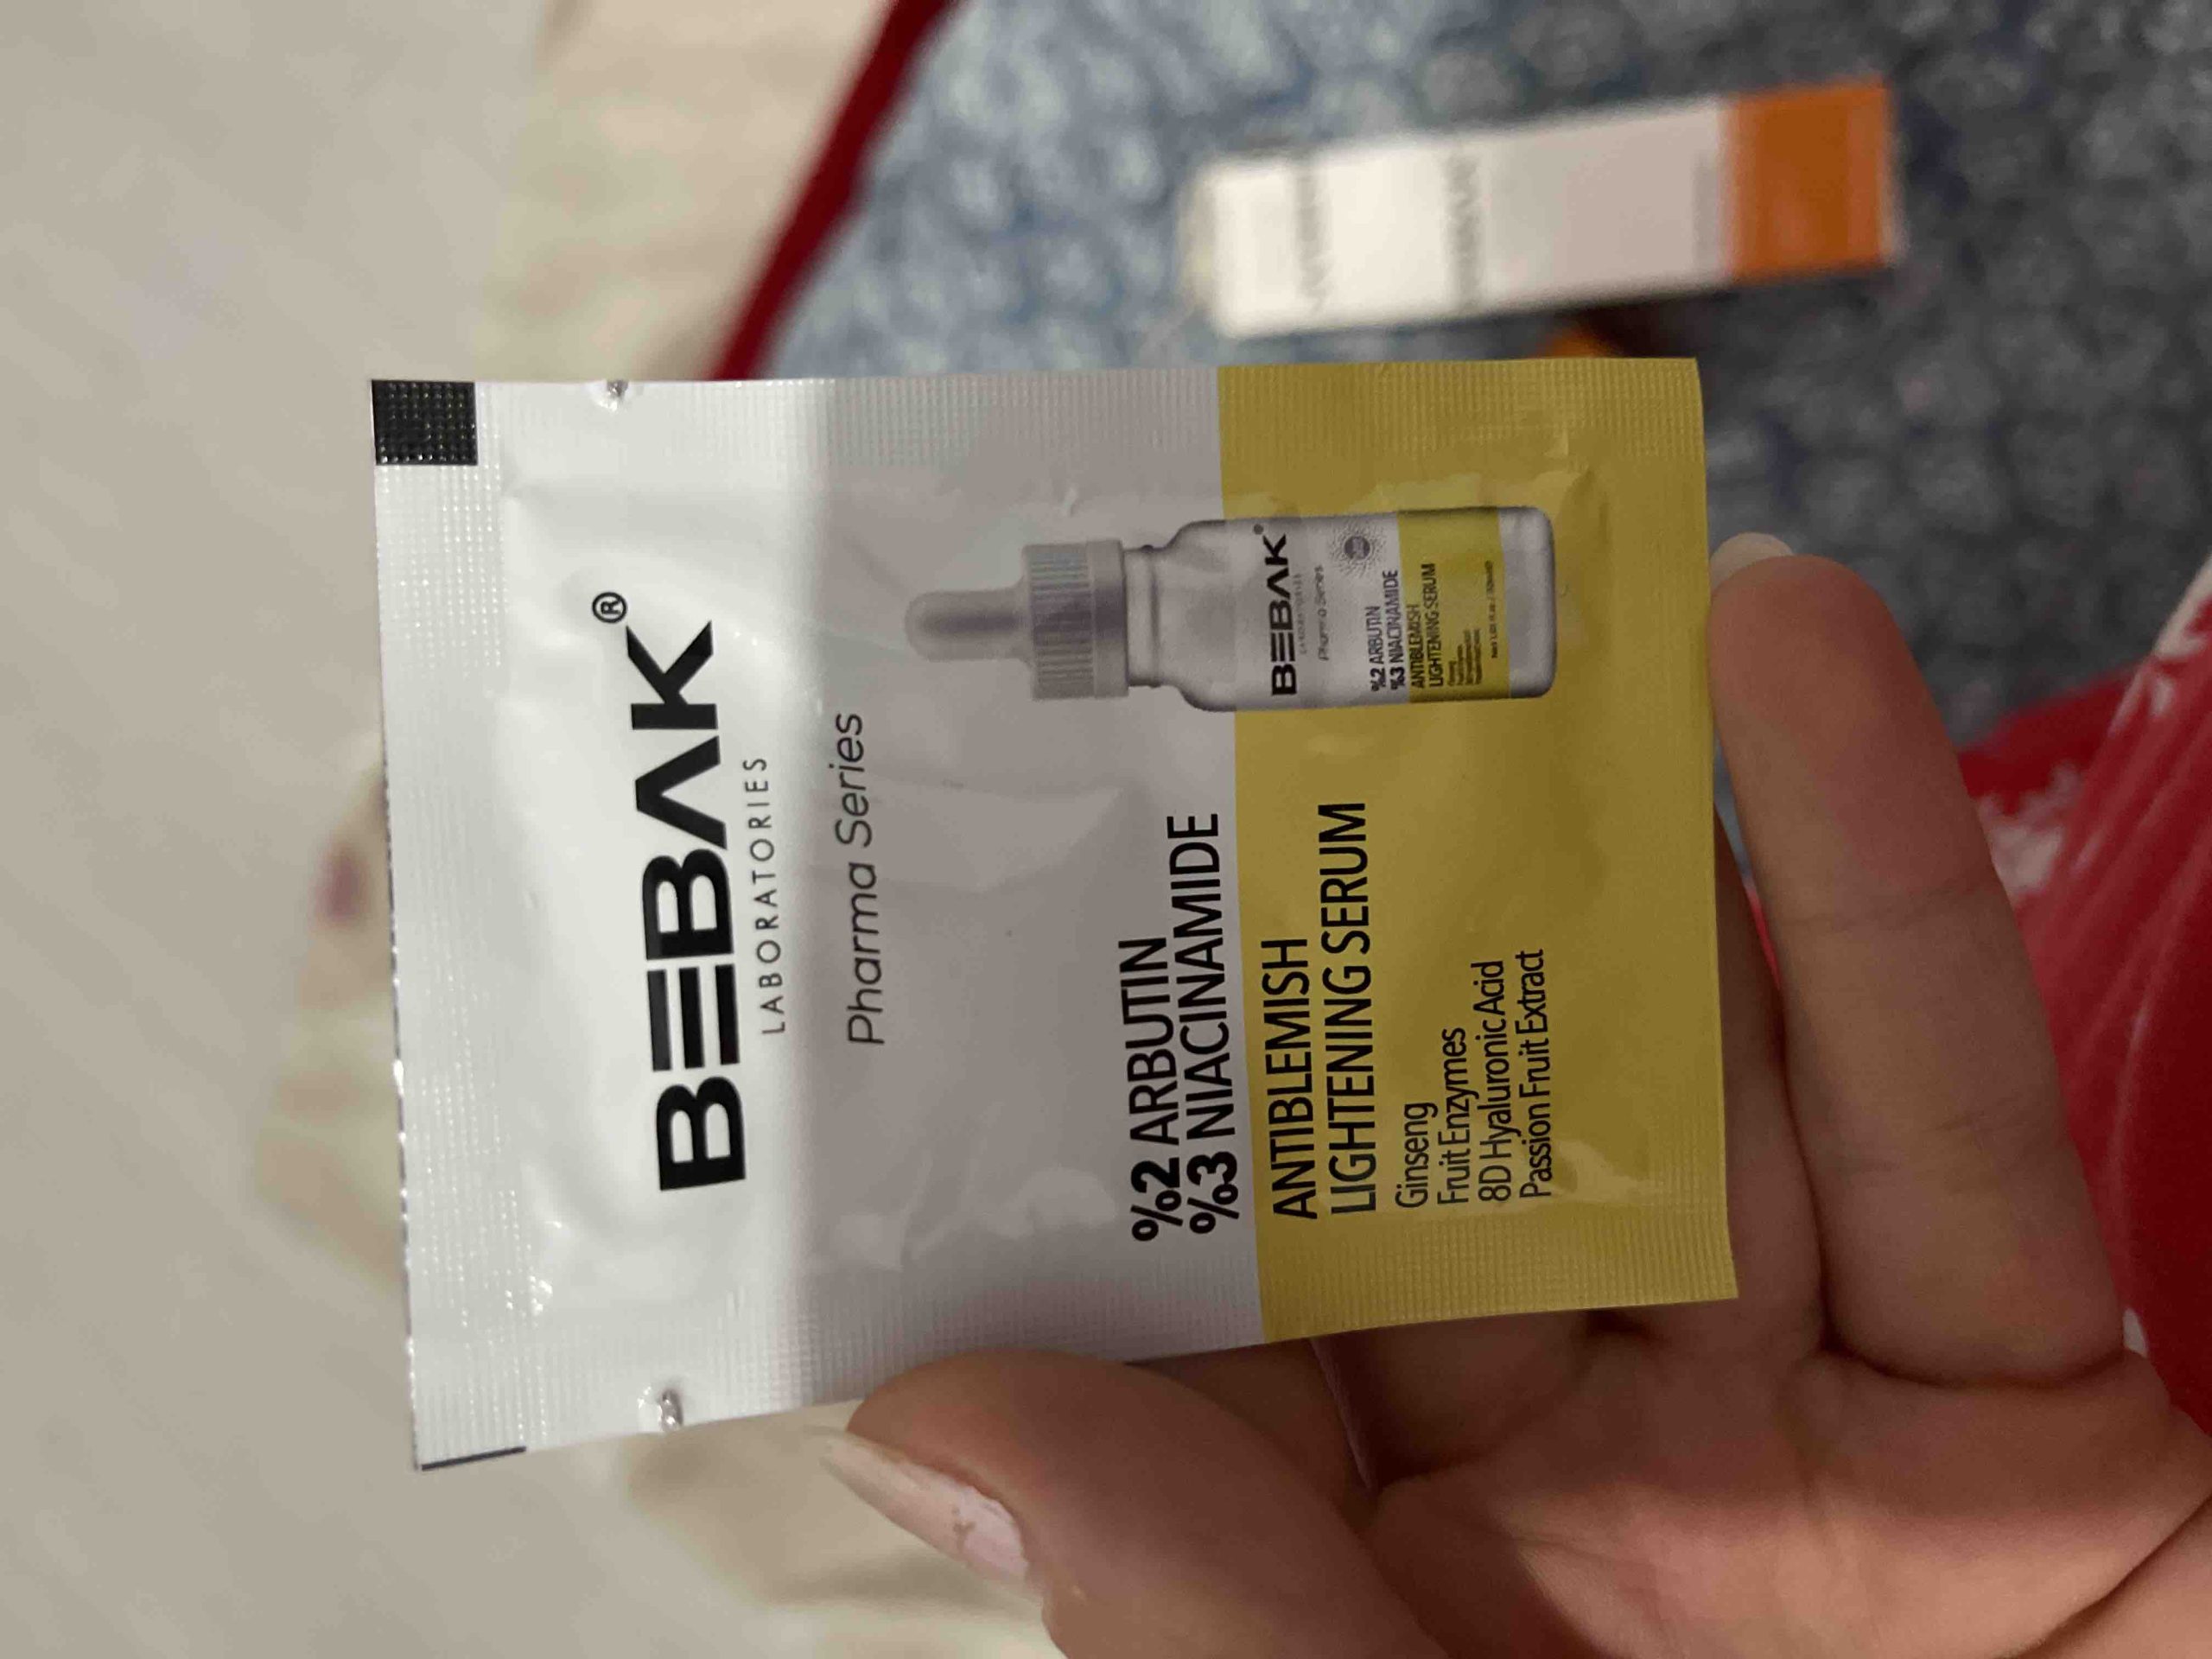 BEBAK®
LABORATORIES
Pharma Series
%2 ARBUTIN
%3 NIACINAMIDE
ANTIBLEMISH
LIGHTENING SERUM
Ginseng
Fruit Enzymes
8D Hyaluronic Acid
Passion Fruit Extract
BEBAK®
Pharma Series
%2 ARBUTIN
%3 NIACINAMIDE
ANTIBLEMISH
LIGHTENING SERUM